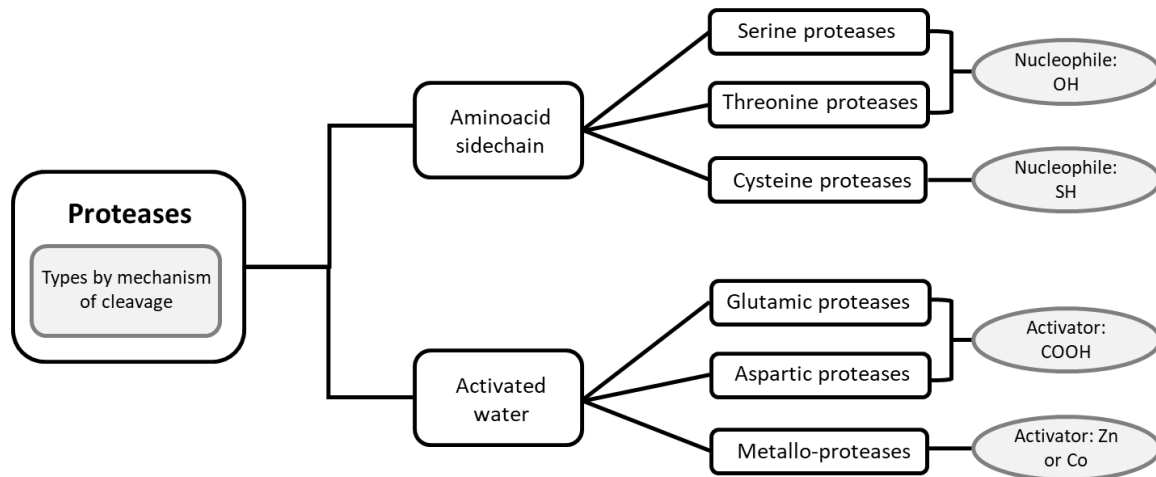 Proteases
Types by mechanism
of cleavage
Aminoacid
sidechain
Serine proteases
Threonine proteases
Nucleophile:
OH
Cysteine proteases
Nucleophile:
SH
Activated
water
Glutamic proteases
Aspartic proteases
Activator:
COOH
Metallo-proteases
Activator: Zn
or Co